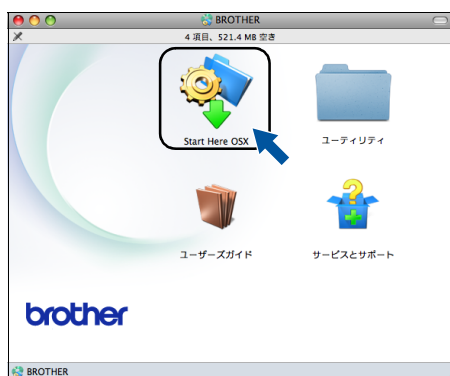 BROTHER
4 項目、521.4 MB 空き
Start Here OSX
ユーティリティ
ユーザーズガイド
サービスとサポート
brother
BROTHER